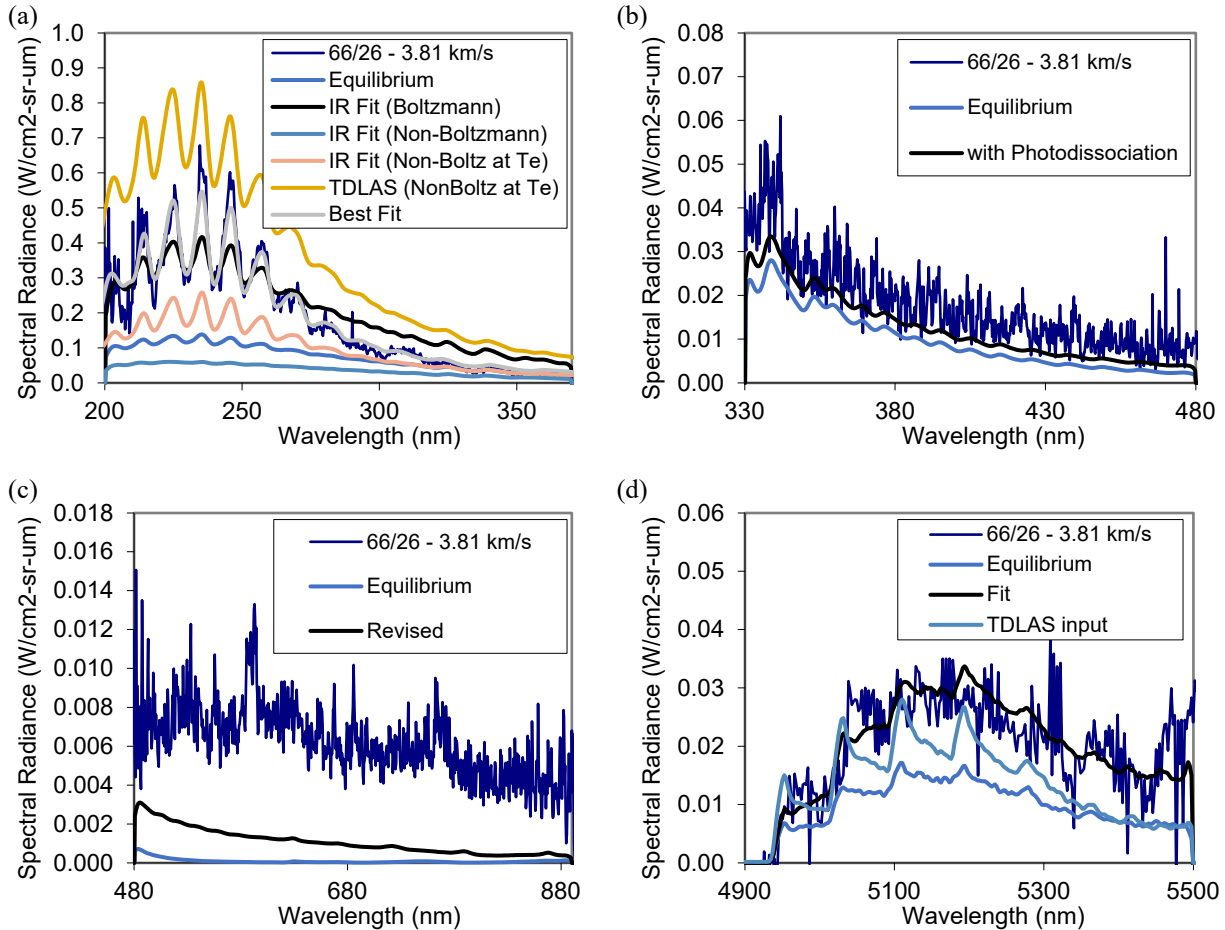 (a)
Spectral Radiance (W/cm2-sr-um)
1.0
0.9
0.8
0.7
0.6
0.5
0.4
0.3
0.2
0.1
0.0
66/26 - 3.81 km/s
Equilibrium
IR Fit (Boltzmann)
IR Fit (Non-Boltzmann)
IR Fit (Non-Boltz at Te)
TDLAS (NonBoltz at Te)
Best Fit
200 250 300 350
Wavelength (nm)
(b)
Spectral Radiance (W/cm2-sr-um)
0.08
0.07
0.06
0.05
0.04
0.03
0.02
0.01
0.00
66/26 - 3.81 km/s
Equilibrium
with Photodissociation
330 380 430 480
Wavelength (nm)
(c)
Spectral Radiance (W/cm2-sr-um)
0.018
0.016
0.014
0.012
0.010
0.008
0.006
0.004
0.002
0.000
66/26 - 3.81 km/s
Equilibrium
Revised
480 680 880
Wavelength (nm)
(d)
Spectral Radiance (W/cm2-sr-um)
0.06
0.05
0.04
0.03
0.02
0.01
0.00
66/26 - 3.81 km/s
Equilibrium
Fit
TDLAS input
4900 5100 5300 5500
Wavelength (nm)